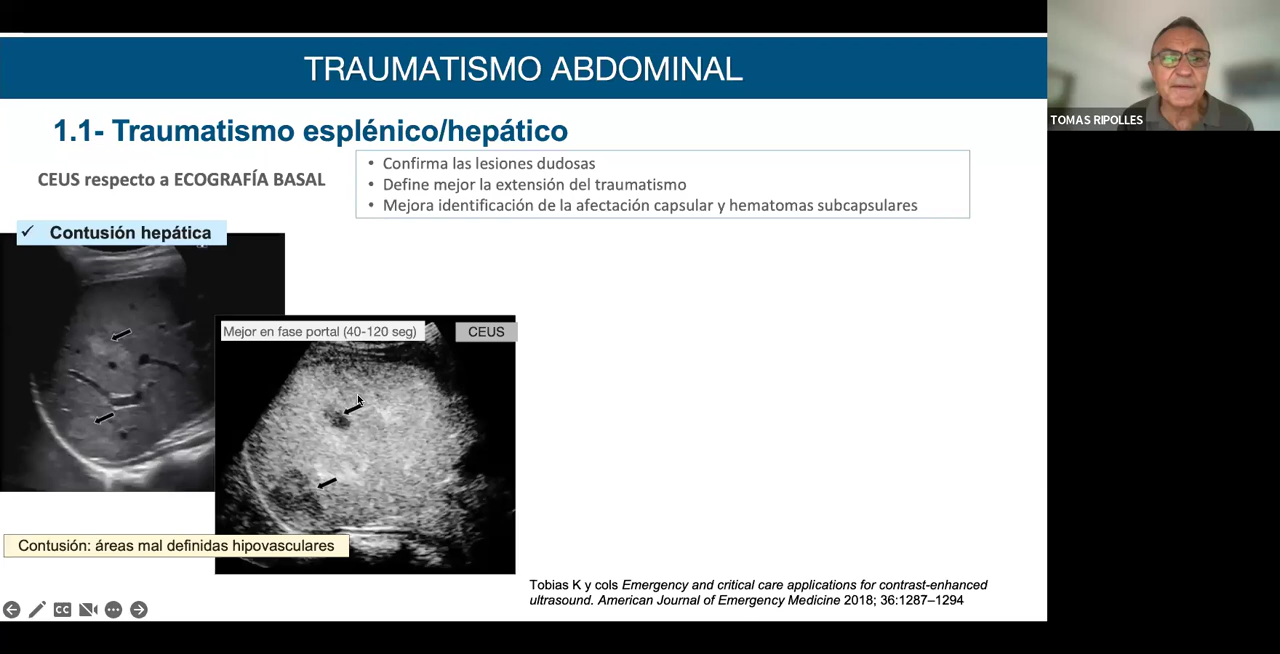 TRAUMATISMO ABDOMINAL
TOMAS RIPOLLES
1.1- Traumatismo esplénico/hepático
CEUS respecto a ECOGRAFÍA BASAL
• Confirma las lesiones dudosas
• Define mejor la extensión del traumatismo
• Mejora identificación de la afectación capsular y hematomas subcapsulares
✓ Contusión hepática
Mejor en fase portal (40-120 seg)
CEUS
Contusión: áreas mal definidas hipovasculares
Tobias K y cols Emergency and critical care applications for contrast-enhanced
ultrasound. American Journal of Emergency Medicine 2018; 36:1287–1294
CC